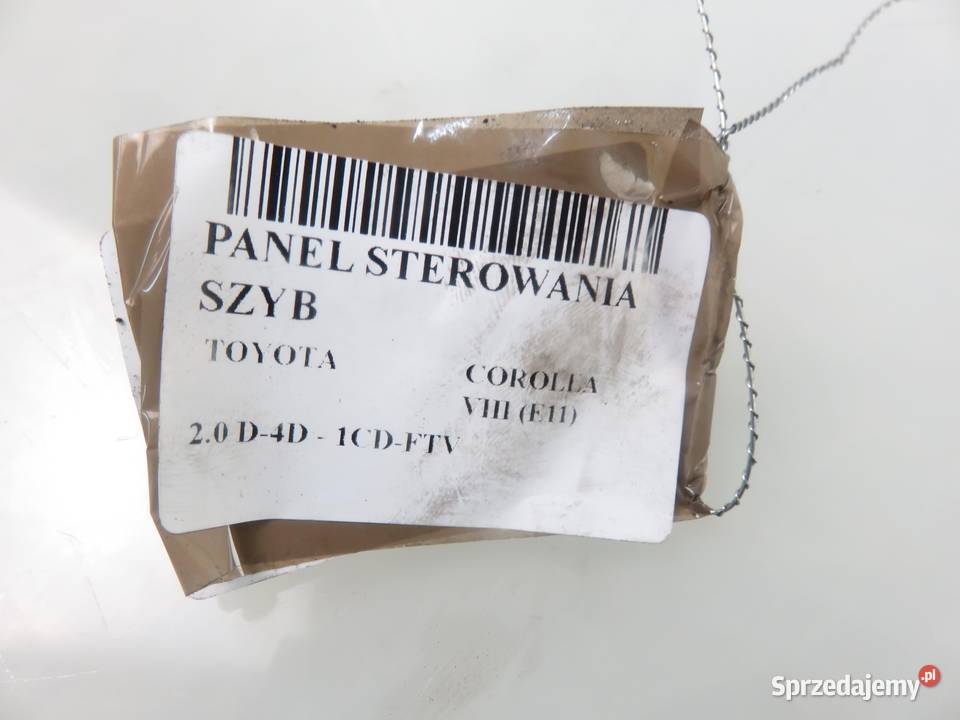 PANEL STEROWANIA
SZYB
TOYOTA
COROLLA
VIII (E11)
2.0 D-4D - 1CD-FTV
Sprzedajemy.pl